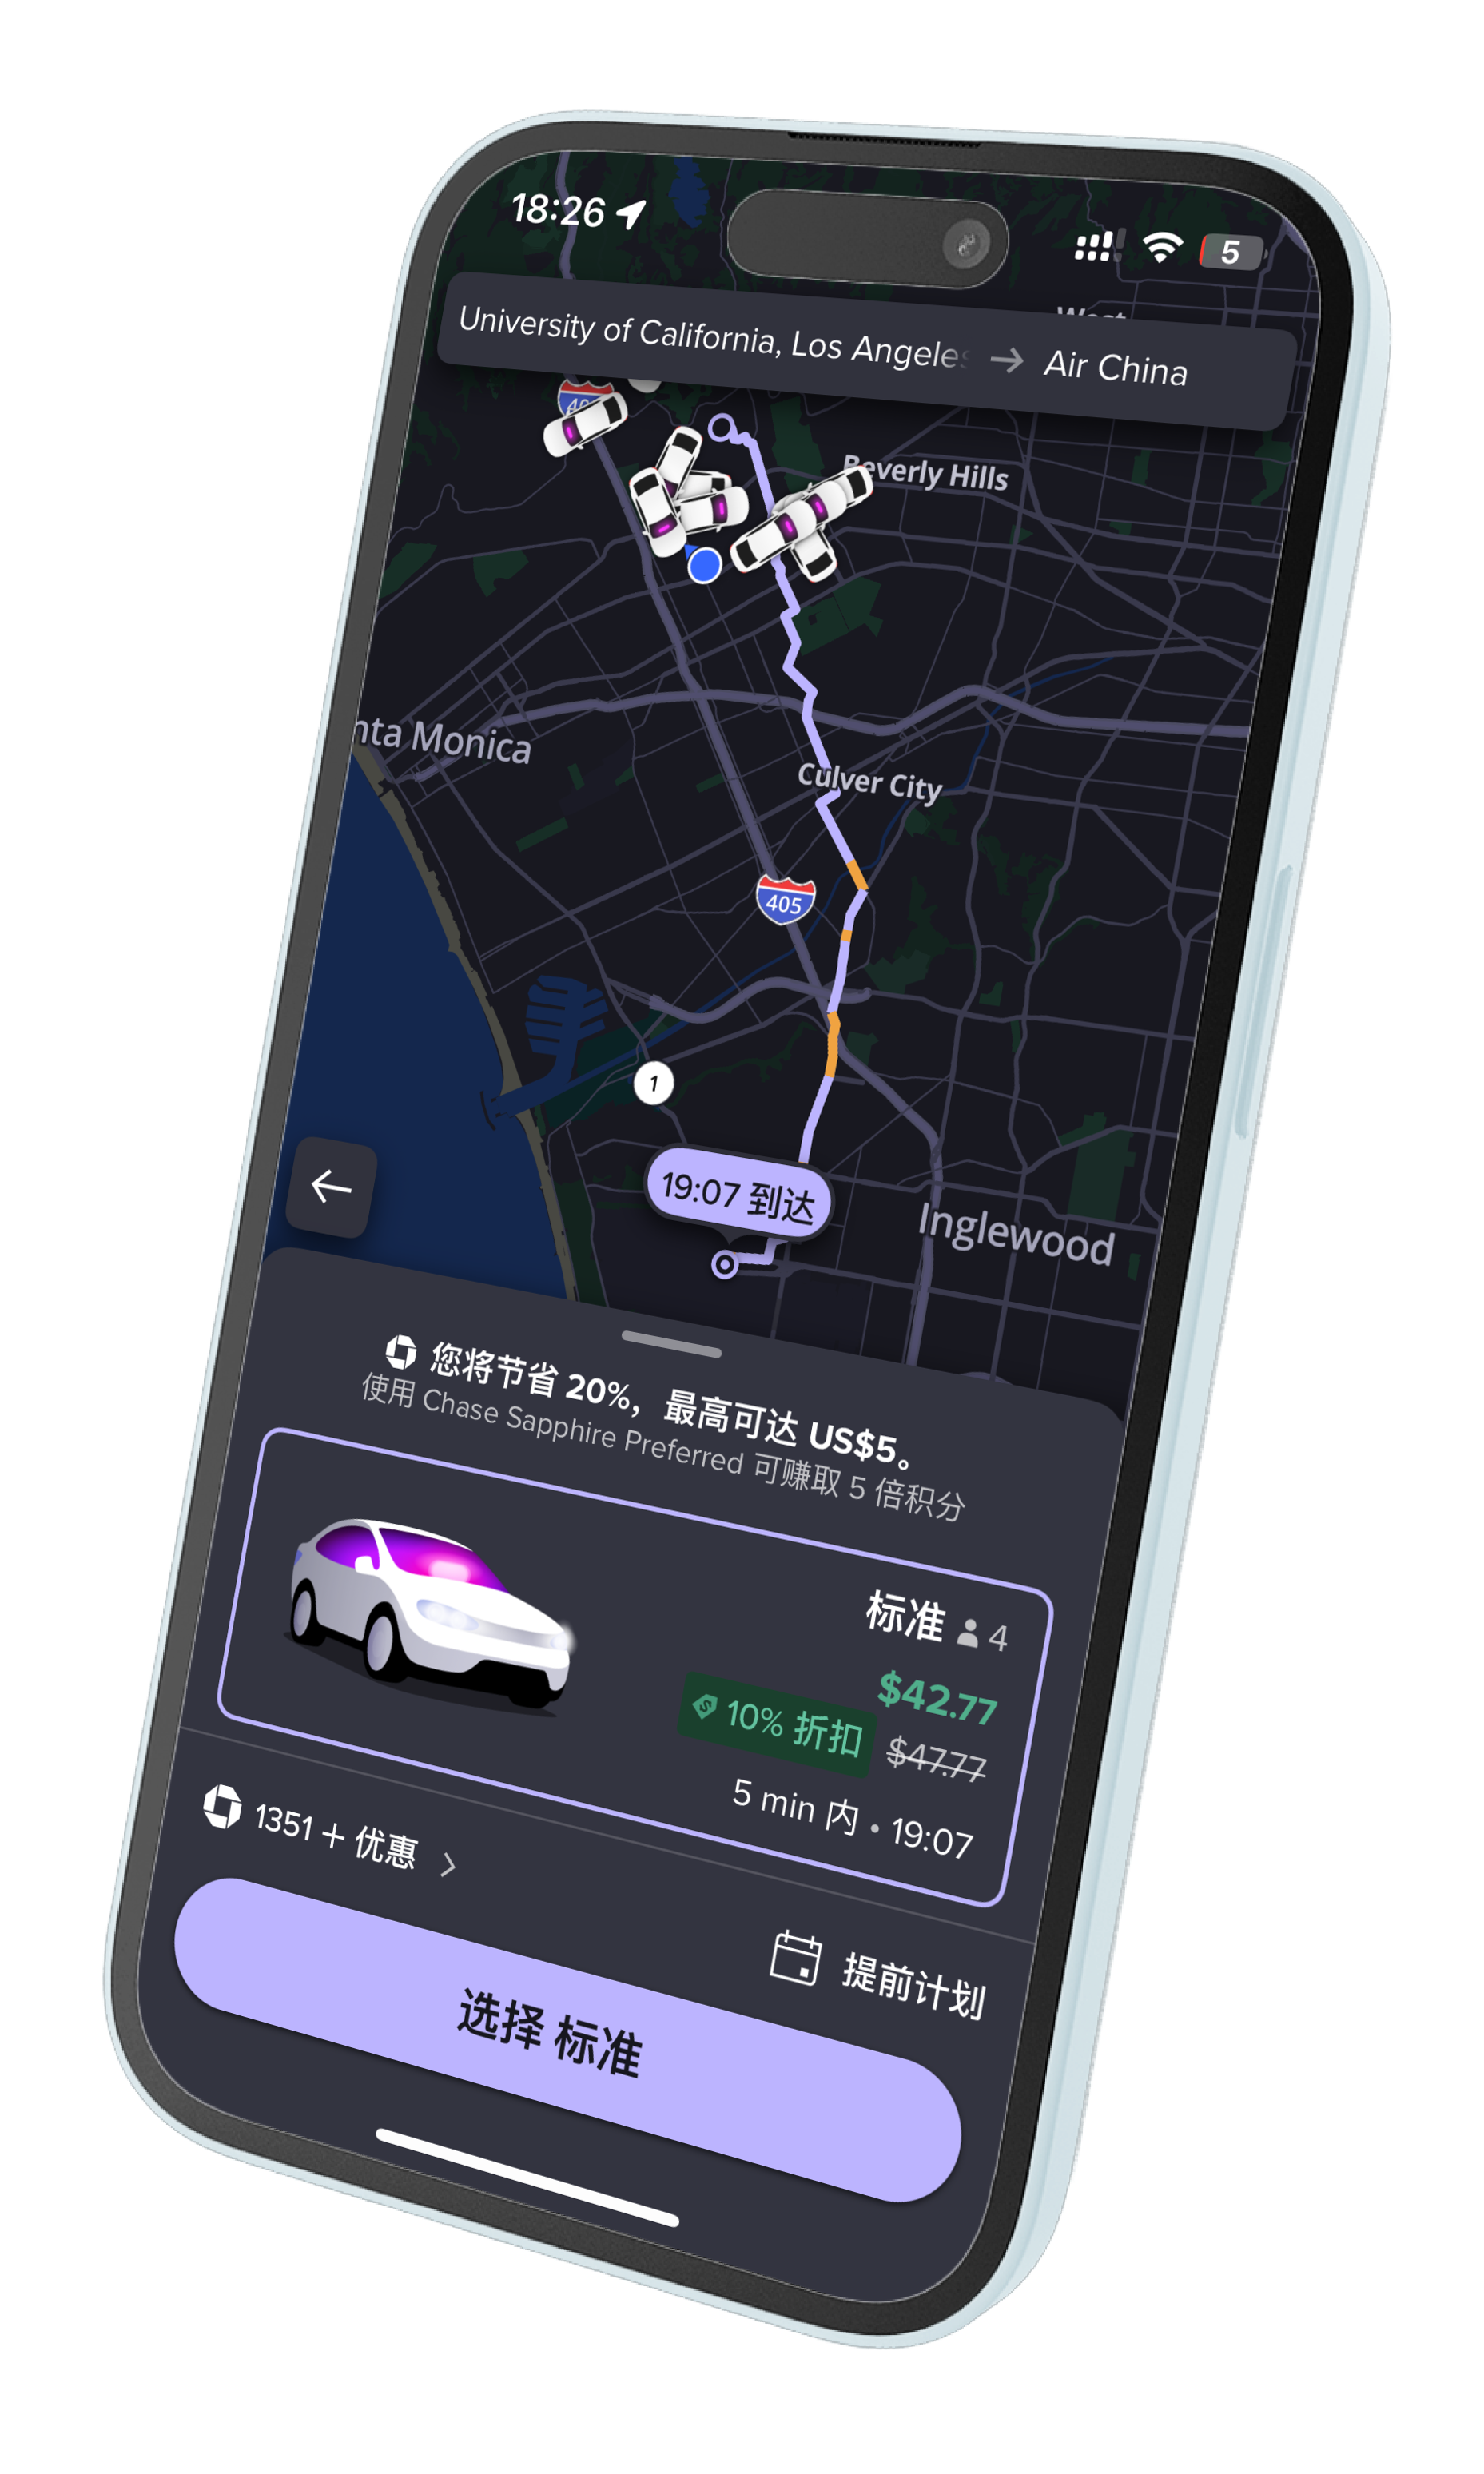 18:26
5
University of California, Los Angeles → Air China
Beverly Hills
nta Monica
Culver City
405
1
19:07 到达
Inglewood
您将节省 20%，最高可达 US$5。
使用 Chase Sapphire Preferred 可赚取 5 倍积分
标准 4
$42.77
10% 折扣 $47.77
5 min 内 • 19:07
1351 + 优惠 >
提前计划
选择 标准